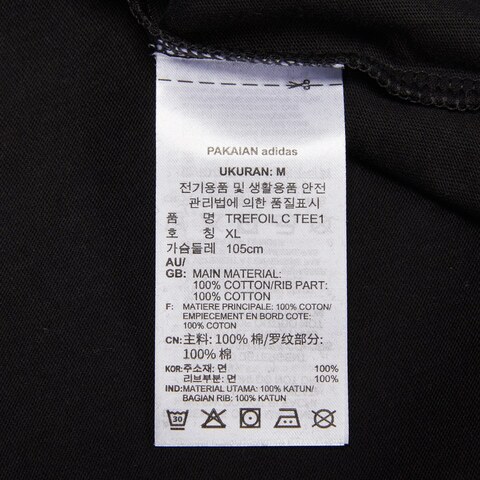 PAKAIAN adidas
UKURAN: M
전기용품 및 생활용품 안전
관리법에 의한 품질표시
품 명 TREFOIL C TEE1
호 칭 XL
가슴둘레 105cm
AU/
GB: MAIN MATERIAL:
100% COTTON/RIB PART:
100% COTTON
F: MATIERE PRINCIPALE: 100% COTON/
EMPIECEMENT EN BORD COTE:
100% COTON
CN: 主料: 100% 棉/罗纹部分:
100% 棉
KOR: 주소재: 면 100%
리브부분: 면 100%
IND: MATERIAL UTAMA: 100% KATUN/
BAGIAN RIB: 100% KATUN
30